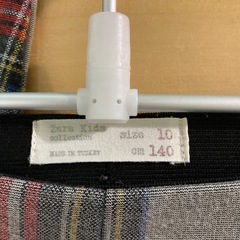 Zara Kids size 10
collection
MADE IN TURKEY cm 140